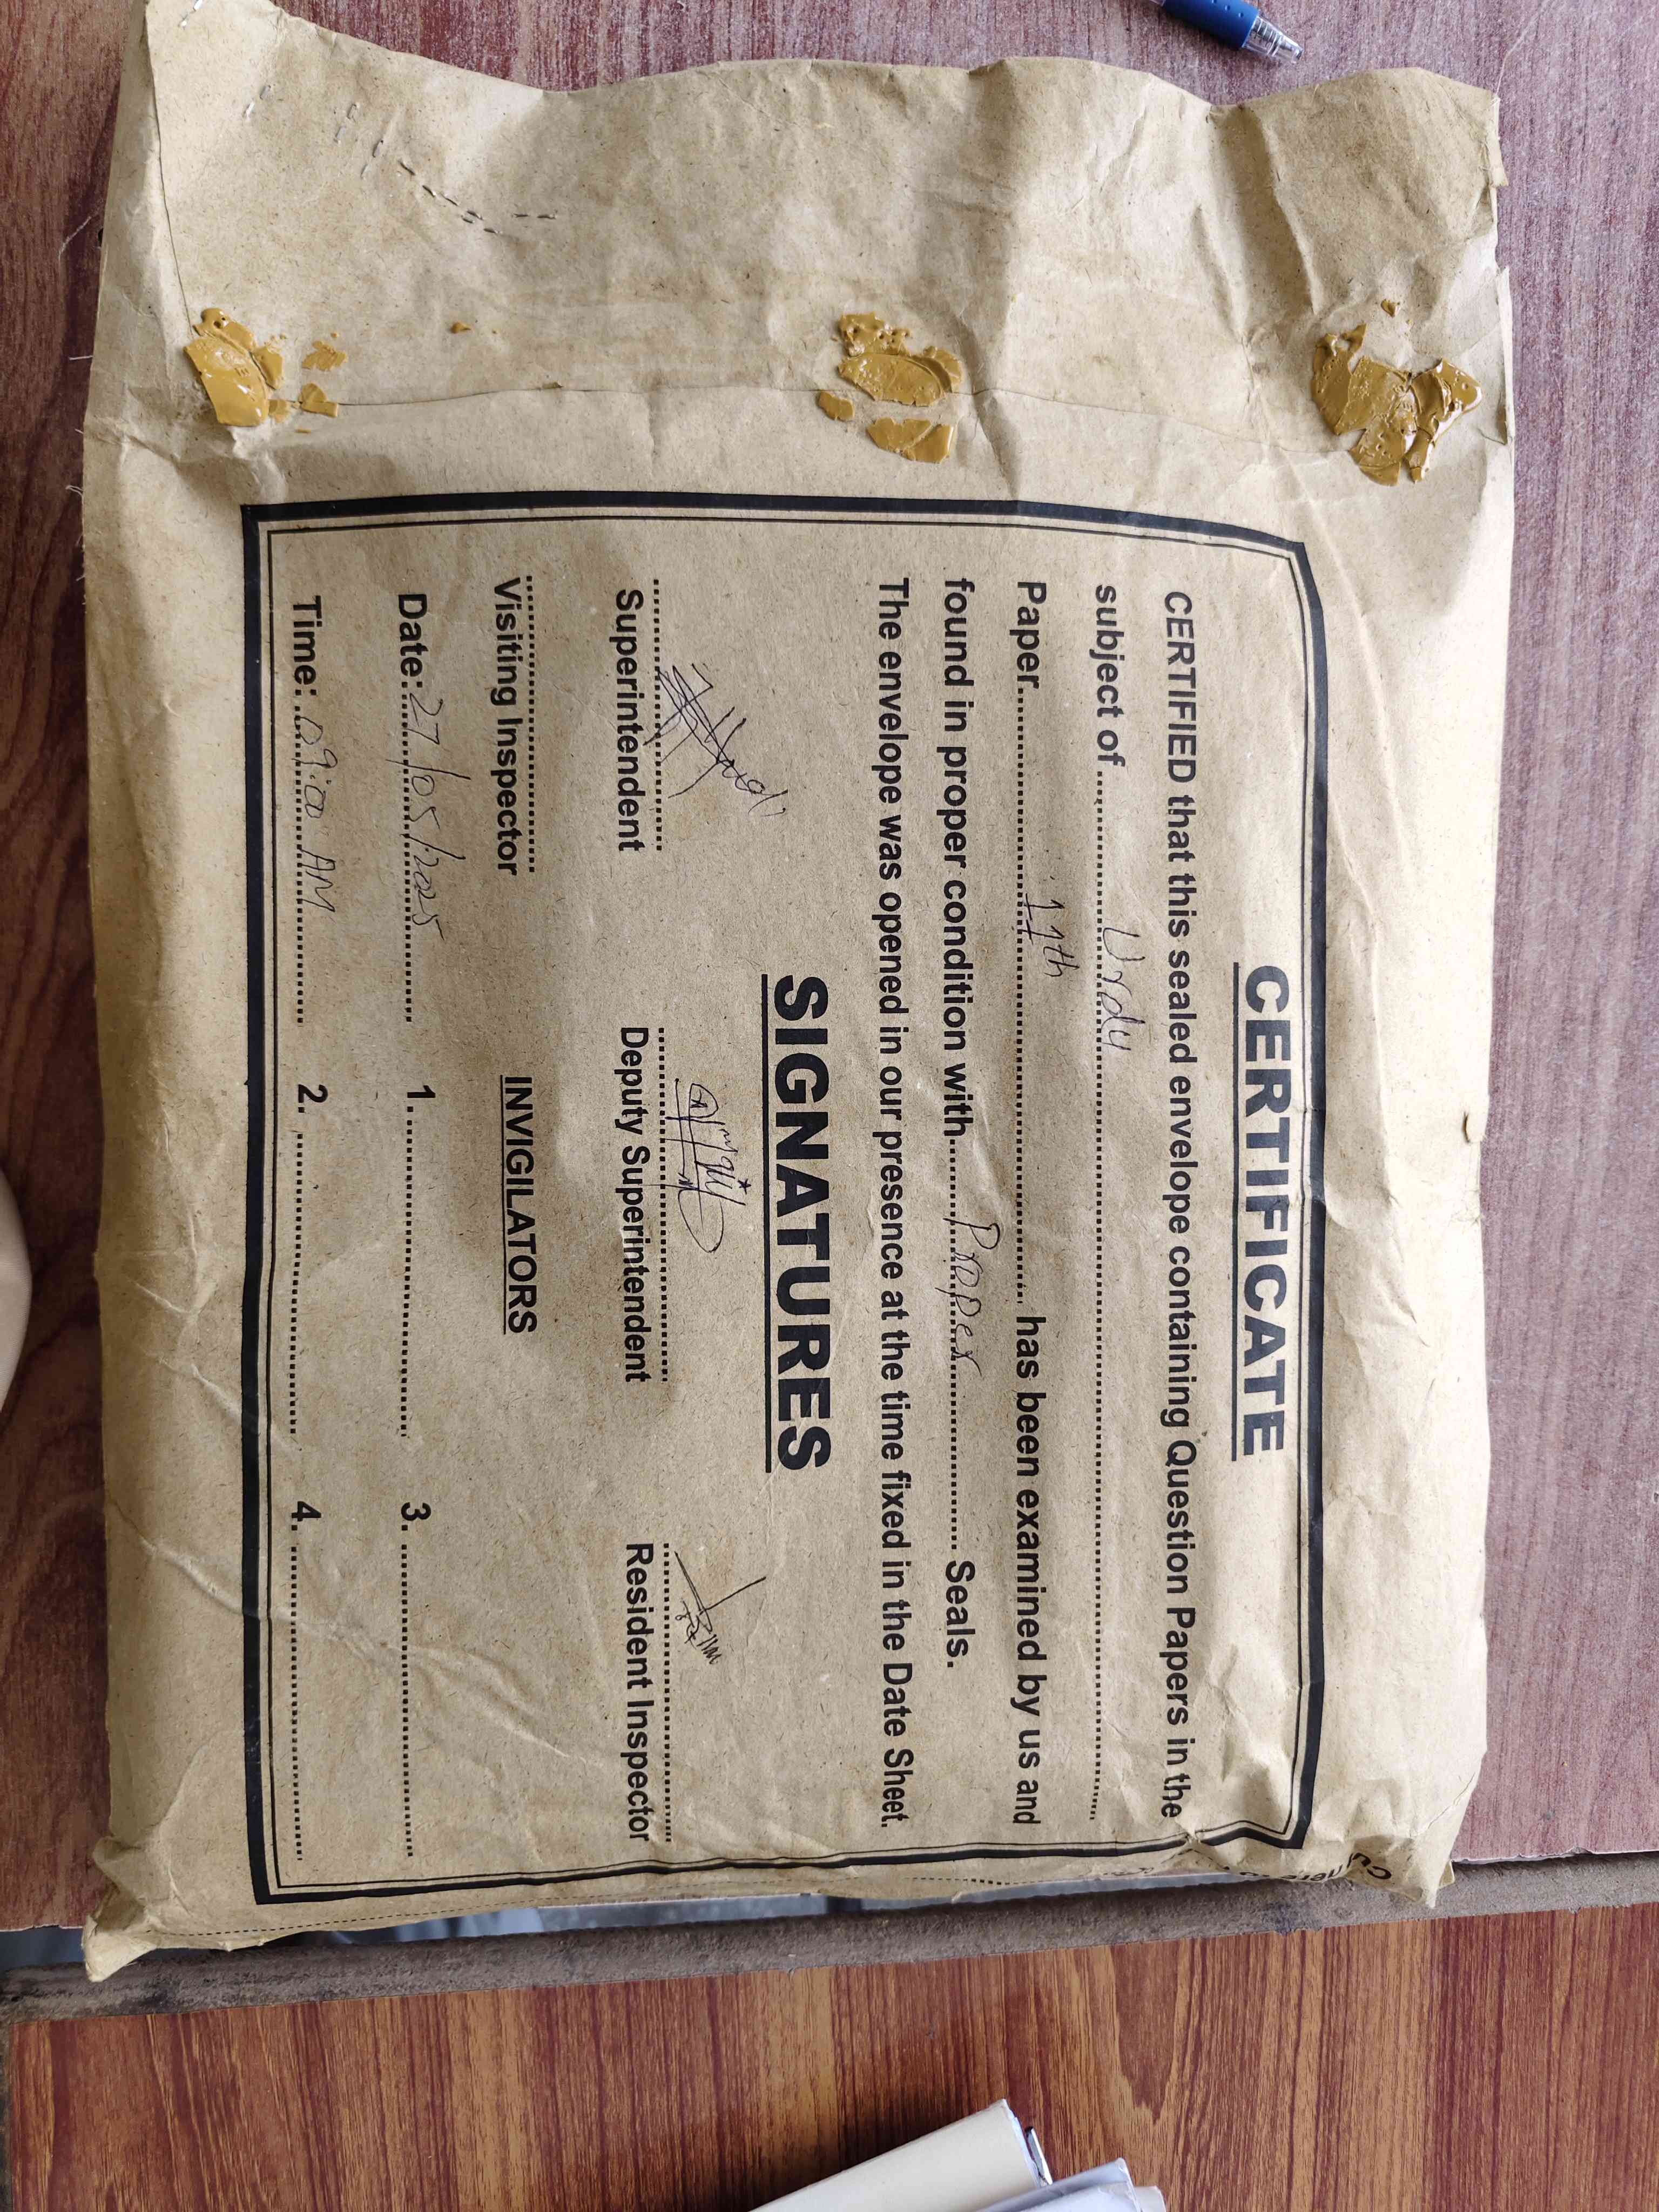 CERTIFICATE
CERTIFIED that this sealed envelope containing Question Papers in the
subject of .......... Urdu ..........
Paper .......... 11th .......... has been examined by us and
found in proper condition with .......... Proper .......... Seals.
The envelope was opened in our presence at the time fixed in the Date Sheet.
SIGNATURES
Superintendent Deputy Superintendent Resident Inspector
Visiting Inspector INVIGILATORS
Date: 27/05/2025 1. .......... 3. ..........
Time: 09:00 AM 2. .......... 4. ..........